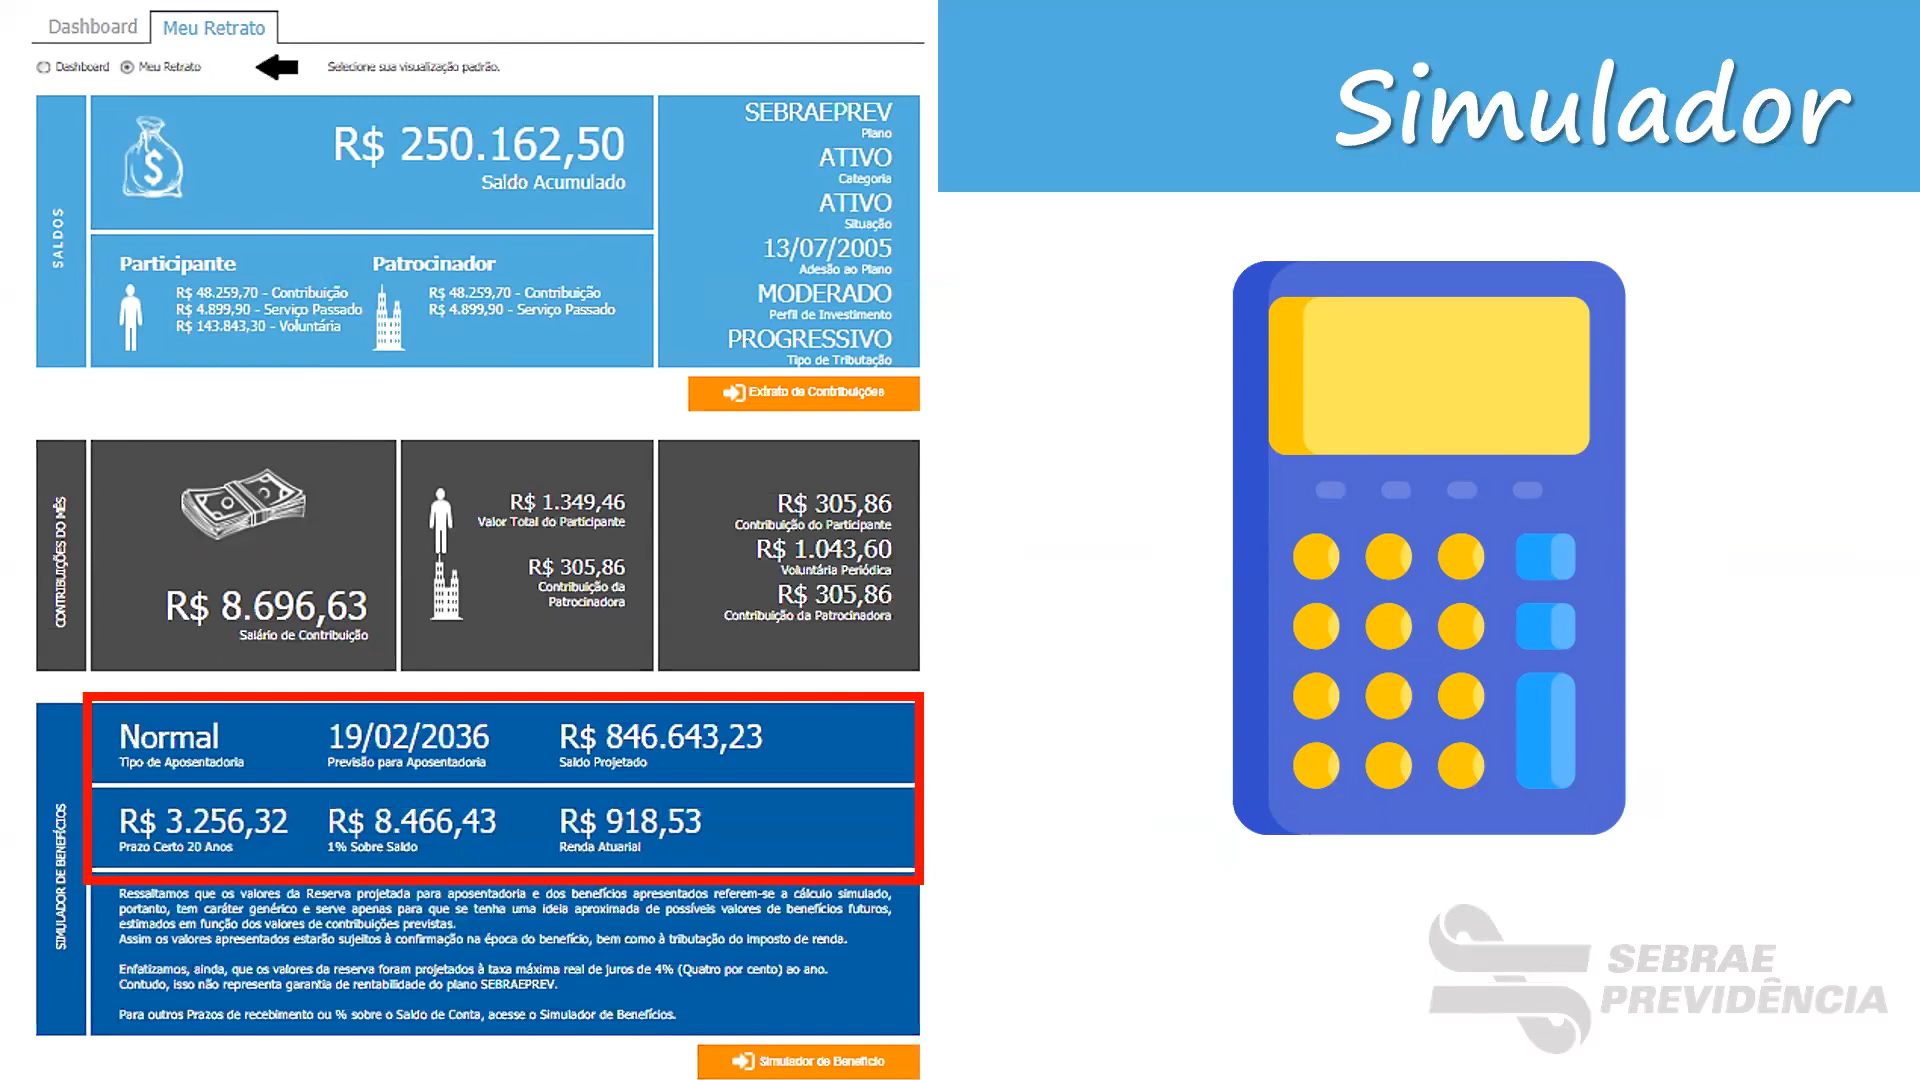 Dashboard
Meu Retrato
Dashboard
Meu Retrato
Selecione sua visualização padrão.
SALDOS
R$ 250.162,50
Saldo Acumulado
Participante
R$ 48.259,70 - Contribuição
R$ 4.899,90 - Serviço Passado
R$ 143.843,30 - Voluntária
Patrocinador
R$ 48.259,70 - Contribuição
R$ 4.899,90 - Serviço Passado
SEBRAEPREV
Plano
ATIVO
Categoria
ATIVO
Situação
13/07/2005
Adesão ao Plano
MODERADO
Perfil de Investimento
PROGRESSIVO
Tipo de Tributação
Extrato de Contribuições
CONTRIBUIÇÕES DO MÊS
R$ 8.696,63
Salário de Contribuição
R$ 1.349,46
Valor Total do Participante
R$ 305,86
Contribuição da
Patrocinadora
R$ 305,86
Contribuição do Participante
R$ 1.043,60
Voluntária Periódica
R$ 305,86
Contribuição da Patrocinadora
SIMULADOR DE BENEFÍCIOS
Normal
Tipo de Aposentadoria
19/02/2036
Previsão para Aposentadoria
R$ 846.643,23
Saldo Projetado
R$ 3.256,32
Prazo Certo 20 Anos
R$ 8.466,43
1% Sobre Saldo
R$ 918,53
Renda Atuarial
Ressaltamos que os valores da Reserva projetada para aposentadoria e dos benefícios apresentados referem-se a cálculo simulado,
portanto, tem caráter genérico e serve apenas para que se tenha uma ideia aproximada de possíveis valores de benefícios futuros,
estimados em função dos valores de contribuições previstas.
Assim os valores apresentados estarão sujeitos à confirmação na época do benefício, bem como à tributação do imposto de renda.
Enfatizamos, ainda, que os valores da reserva foram projetados à taxa máxima real de juros de 4% (Quatro por cento) ao ano.
Contudo, isso não representa garantia de rentabilidade do plano SEBRAEPREV.
Para outros Prazos de recebimento ou % sobre o Saldo de Conta, acesse o Simulador de Benefícios.
Simulador de Benefício
Simulador
$
SEBRAE
PREVIDÊNCIA